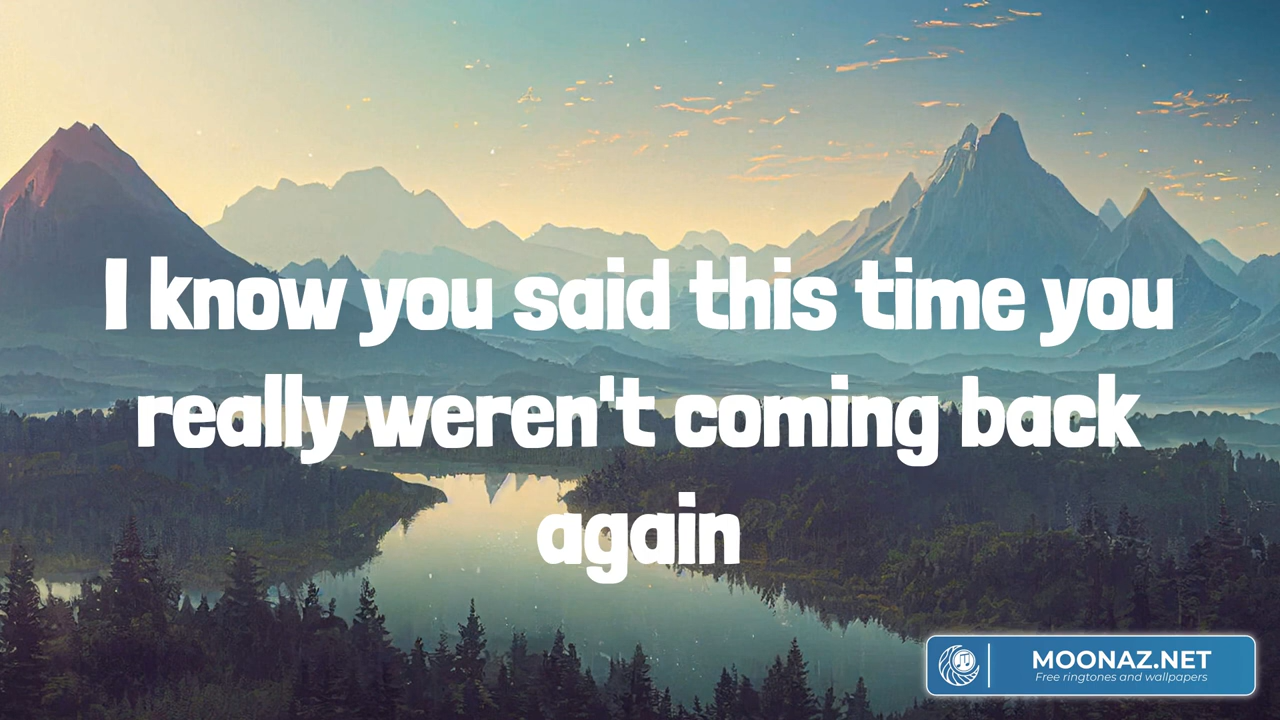 I know you said this time you
really weren't coming back
again
MOONAZ.NET
Free ringtones and wallpapers